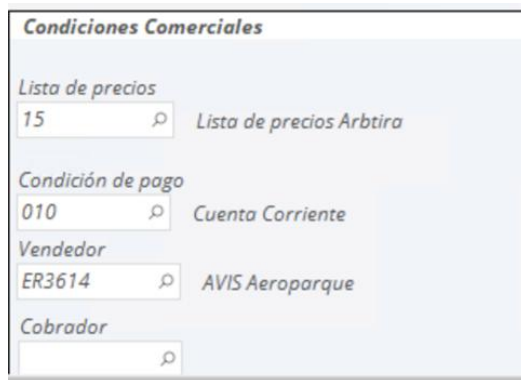 Condiciones Comerciales
Lista de precios
15 Lista de precios Arbtira
Condición de pago
010 Cuenta Corriente
Vendedor
ER3614 AVIS Aeroparque
Cobrador